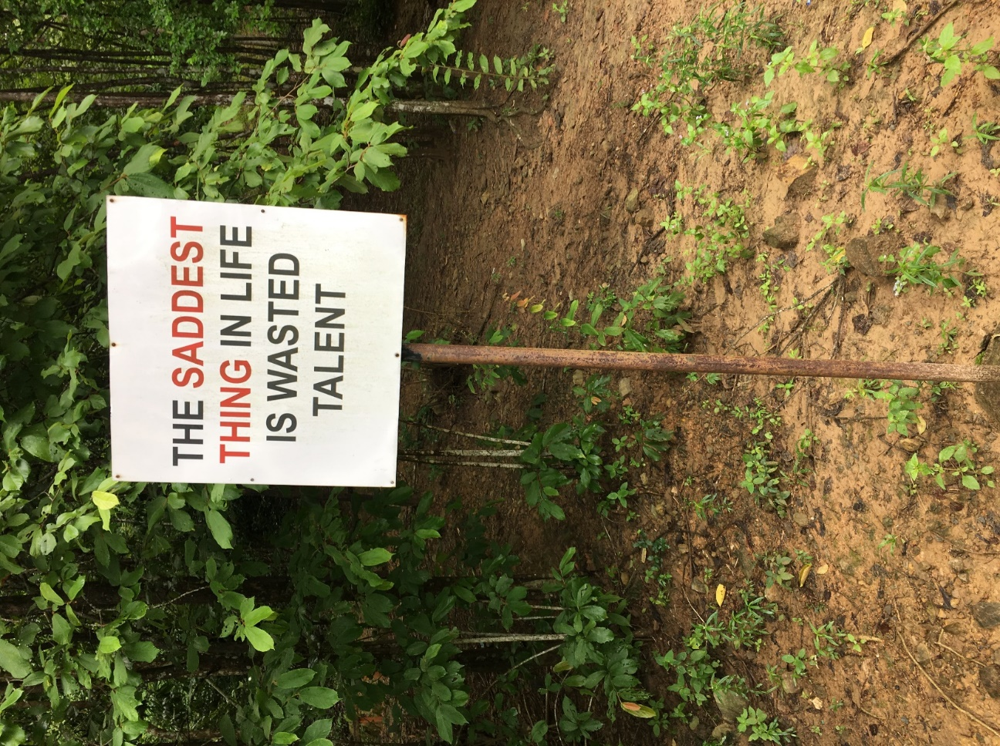 THE SADDEST
THING IN LIFE
IS WASTED
TALENT